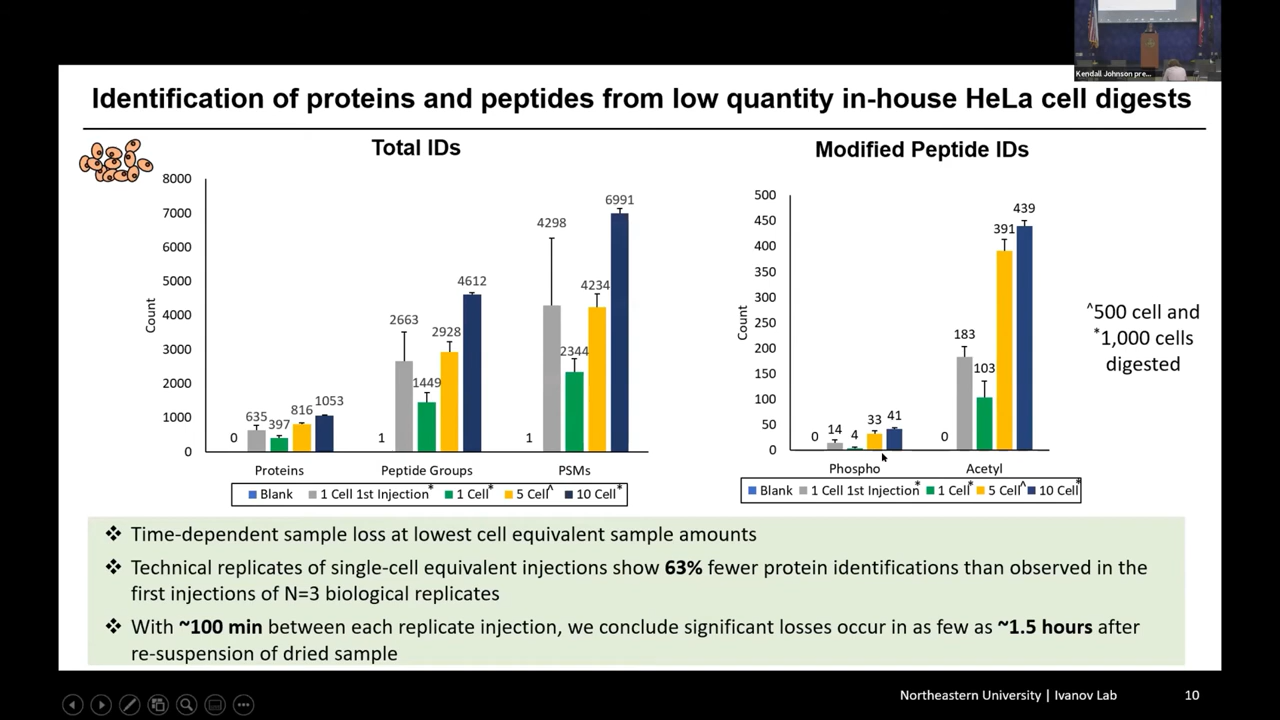 Kendall Johnson pre...
Identification of proteins and peptides from low quantity in-house HeLa cell digests
Total IDs
8000
7000
6000
5000
4000
3000
2000
1000
0
Count
0
635
397
816
1053
1
2663
1449
2928
4612
1
4298
2344
4234
6991
Proteins
Peptide Groups
PSMs
Blank
1 Cell 1st Injection*
1 Cell*
5 Cell^
10 Cell*
Modified Peptide IDs
500
450
400
350
300
250
200
150
100
50
0
Count
0
14
4
33
41
0
183
103
391
439
Phospho
Acetyl
Blank
1 Cell 1st Injection*
1 Cell*
5 Cell^
10 Cell*
^500 cell and
*1,000 cells
digested
❖ Time-dependent sample loss at lowest cell equivalent sample amounts
❖ Technical replicates of single-cell equivalent injections show 63% fewer protein identifications than observed in the
first injections of N=3 biological replicates
❖ With ~100 min between each replicate injection, we conclude significant losses occur in as few as ~1.5 hours after
re-suspension of dried sample
Northeastern University | Ivanov Lab
10